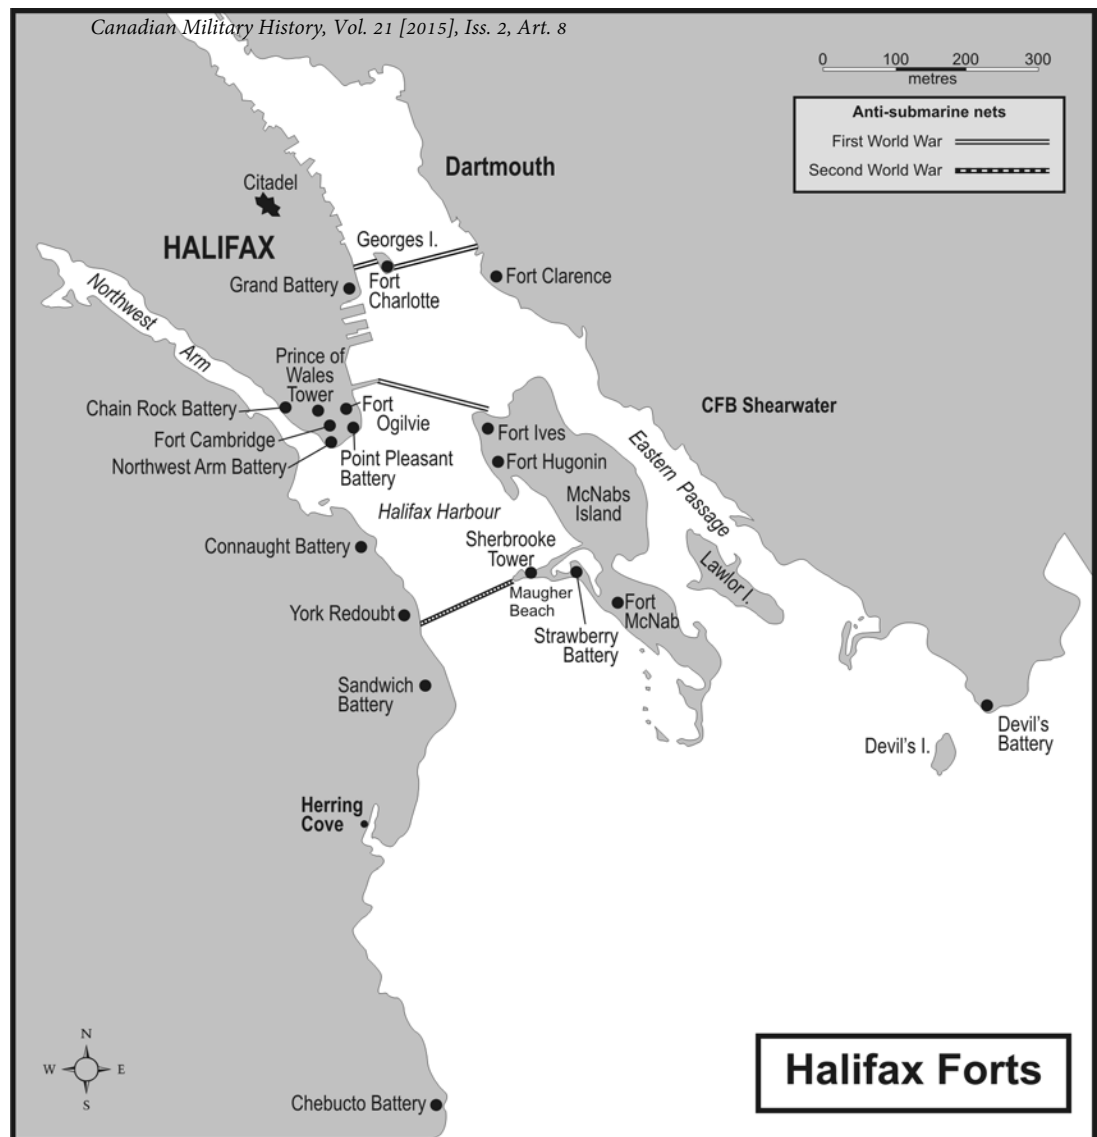 Canadian Military History, Vol. 21 [2015], Iss. 2, Art. 8
0 100 200 300
metres
Anti-submarine nets
First World War
Second World War
Dartmouth
Citadel
HALIFAX
Georges I.
Grand Battery
Fort
Charlotte
Fort Clarence
Northwest
Arm
Prince of
Wales
Tower
Chain Rock Battery
Fort
Ogilvie
CFB Shearwater
Fort Cambridge
Fort Ives
Northwest Arm Battery
Point Pleasant
Battery
Fort Hugonin
Eastern Passage
McNabs
Island
Halifax Harbour
Connaught Battery
Sherbrooke
Tower
Lawlor I.
Maugher
Beach
York Redoubt
Fort
McNab
Strawberry
Battery
Sandwich
Battery
Devil's I.
Devil's
Battery
Herring
Cove
N
W E
S
Halifax Forts
Chebucto Battery